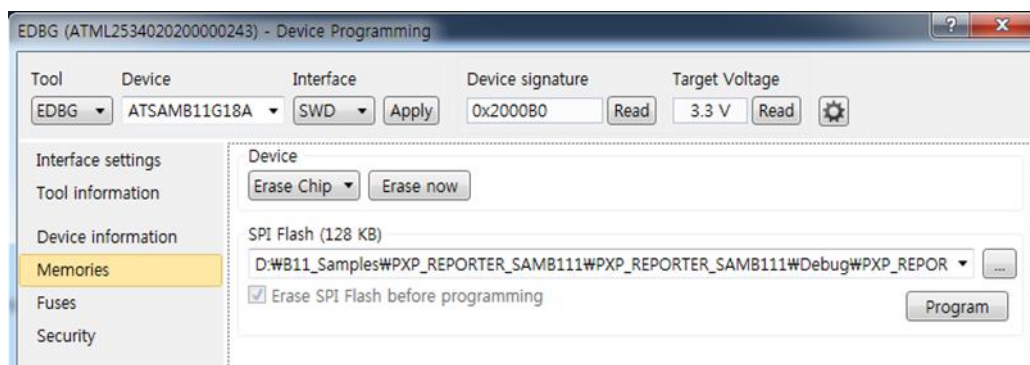 EDBG (ATML2534020200000243) - Device Programming
Tool Device Interface Device signature Target Voltage
EDBG ATSAMB11G18A SWD Apply 0x2000B0 Read 3.3 V Read
Interface settings
Tool information
Device information
Memories
Fuses
Security
Device
Erase Chip Erase now
SPI Flash (128 KB)
D:₩B11_Samples₩PXP_REPORTER_SAMB111₩PXP_REPORTER_SAMB111₩Debug₩PXP_REPOR ...
Erase SPI Flash before programming
Program